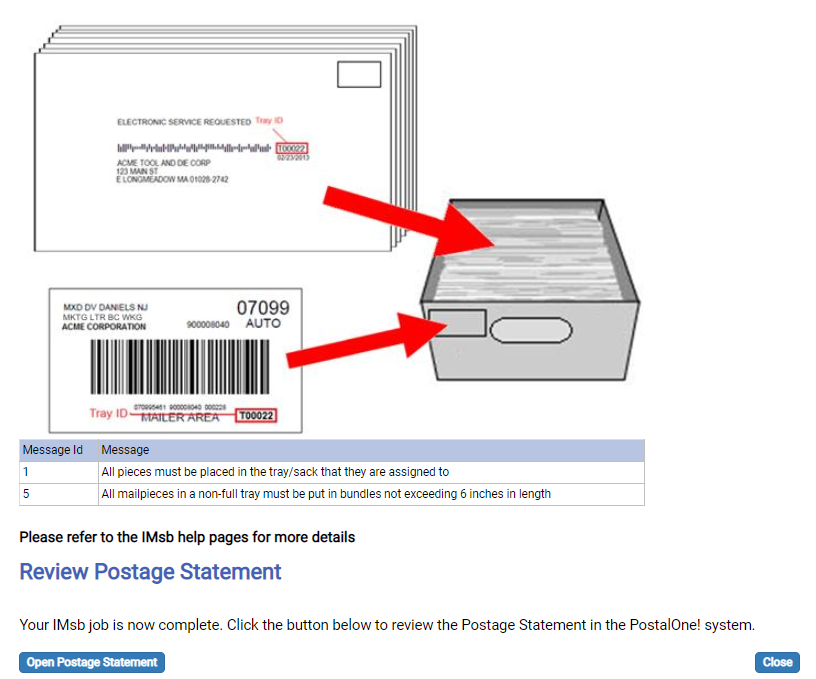 ELECTRONIC SERVICE REQUESTED Tray ID
T00022
02/23/2013
ACME TOOL AND DIE CORP
123 MAIN ST
E LONGMEADOW MA 01028-2742
MXD DV DANIELS NJ
MKTG LTR BC WKG
ACME CORPORATION
900008040
07099
AUTO
070995461 900008040 000228
Tray ID
MAILER AREA
T00022
Message Id Message
1 All pieces must be placed in the tray/sack that they are assigned to
5 All mailpieces in a non-full tray must be put in bundles not exceeding 6 inches in length
Please refer to the IMsb help pages for more details
Review Postage Statement
Your IMsb job is now complete. Click the button below to review the Postage Statement in the PostalOne! system.
Open Postage Statement Close